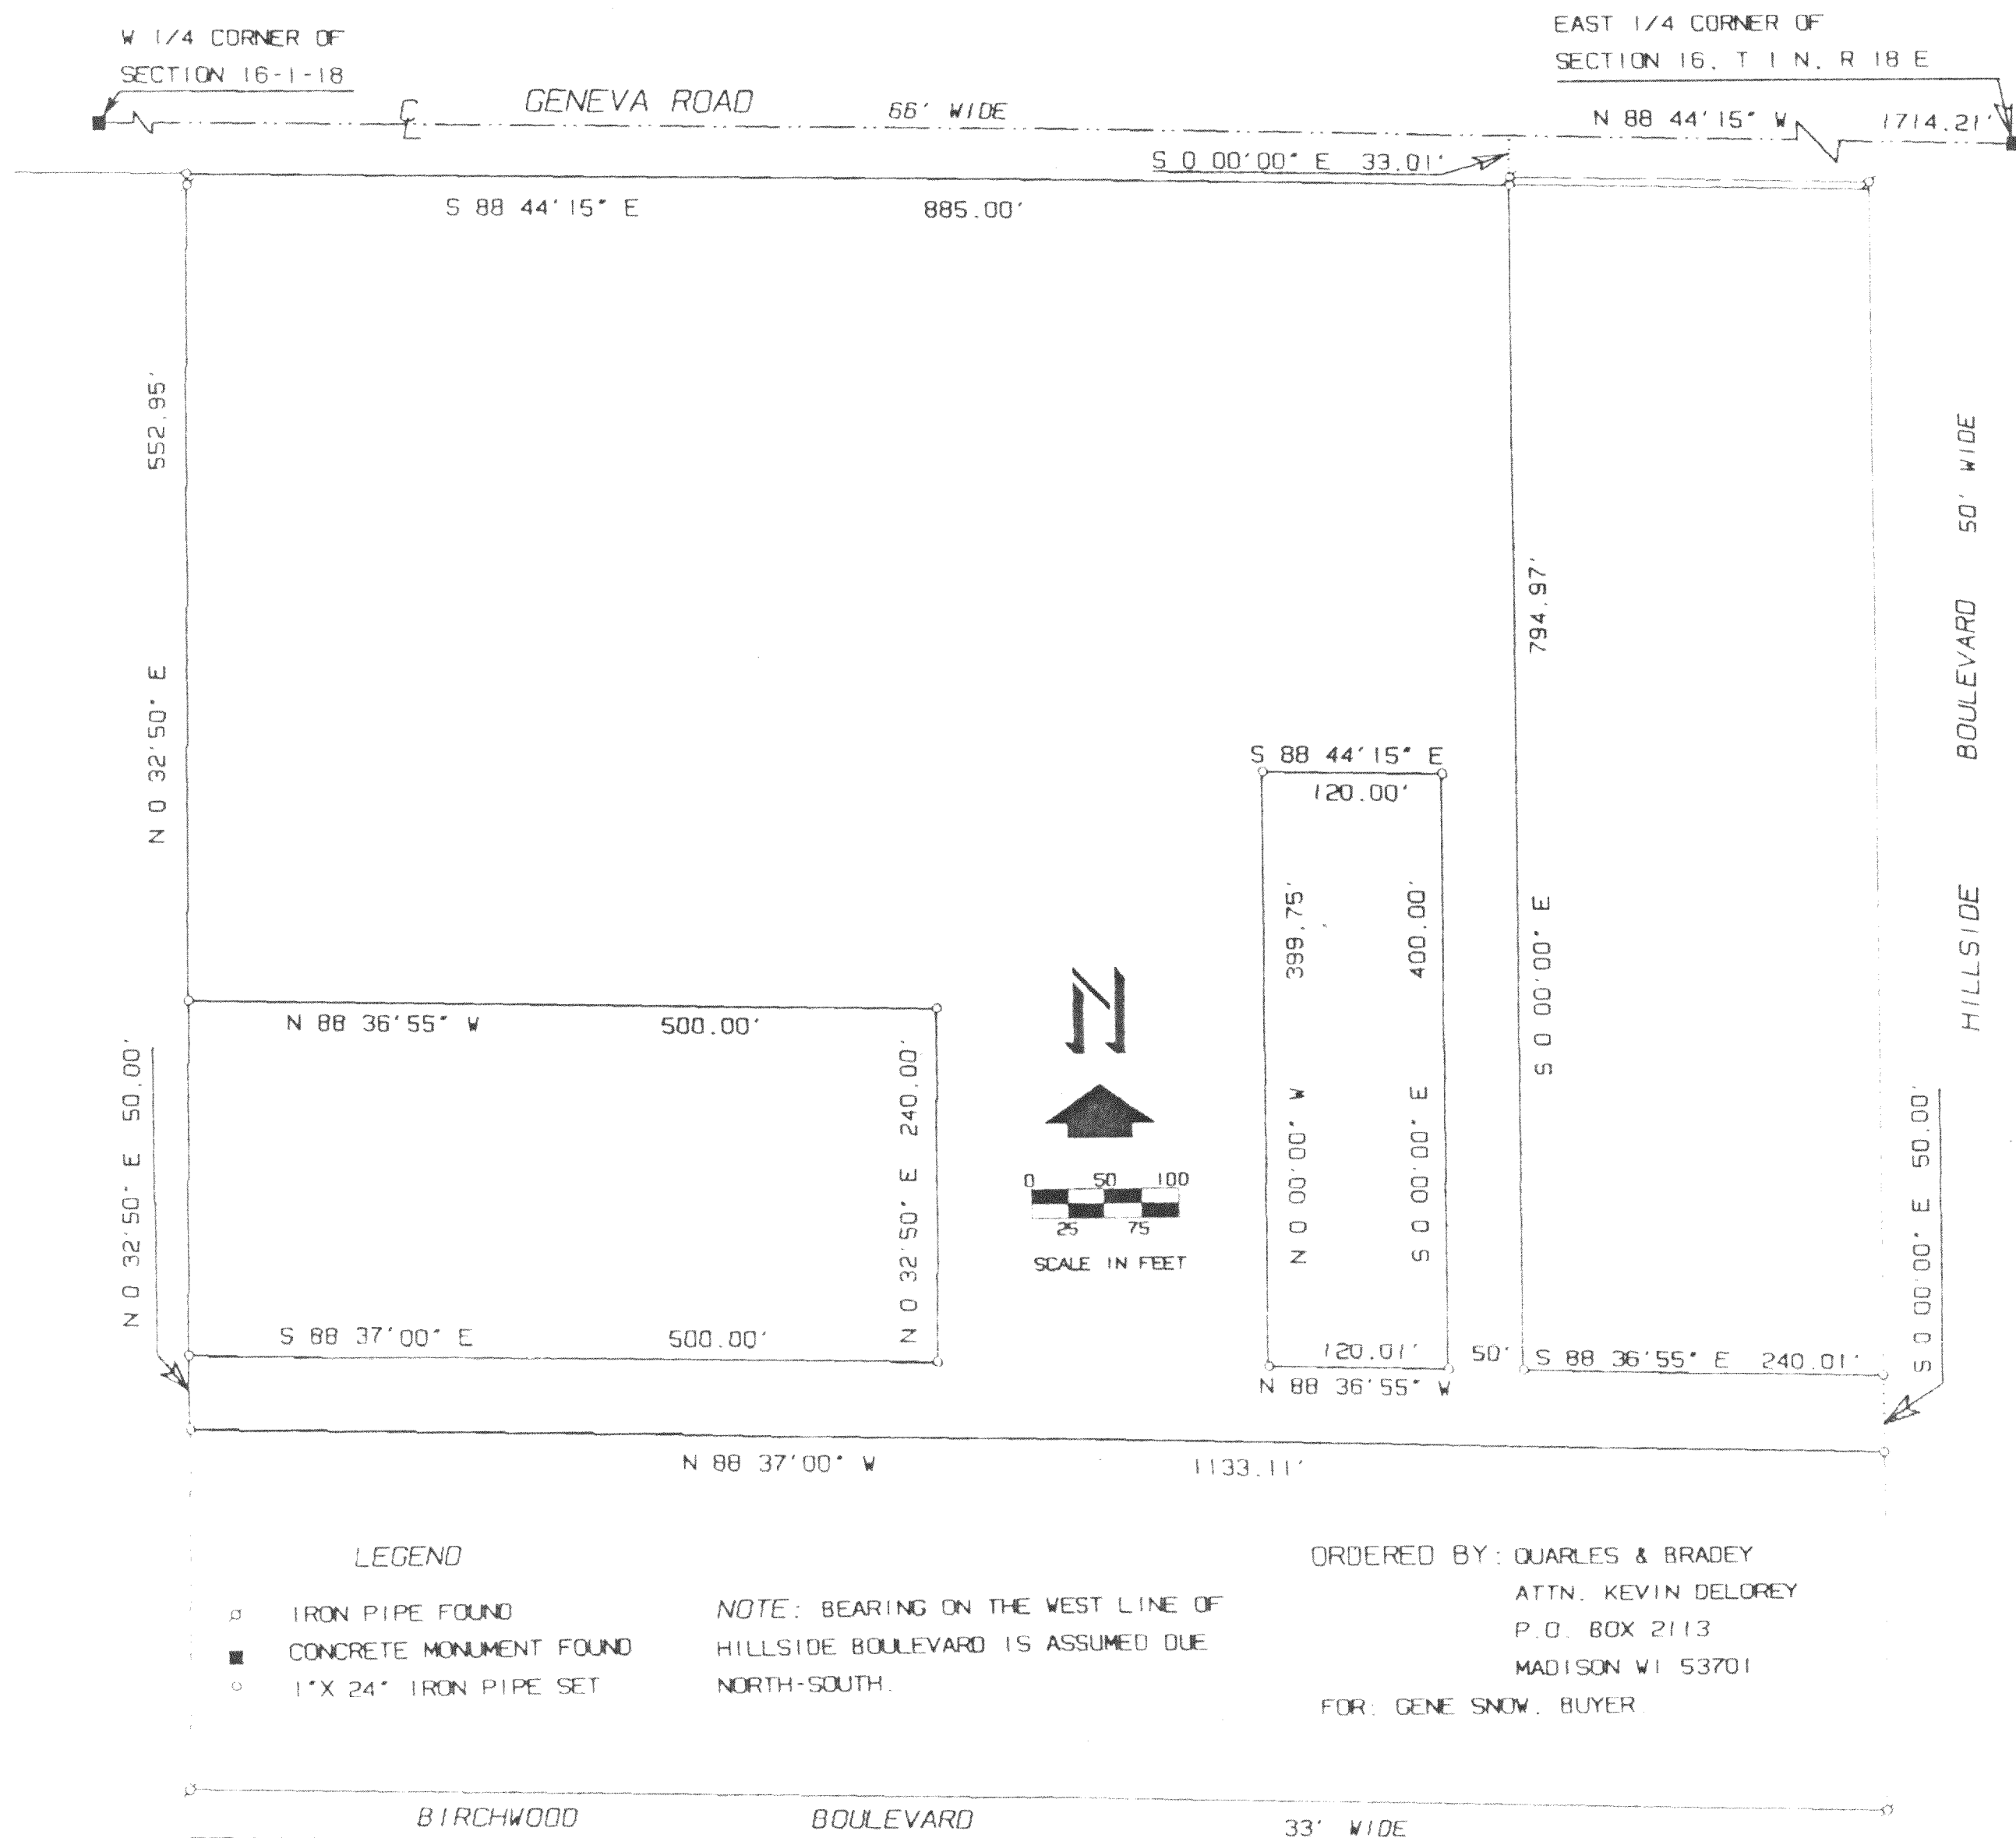 W 1/4 CORNER OF
SECTION 16-1-18
EAST 1/4 CORNER OF
SECTION 16, T 1 N, R 18 E
GENEVA ROAD 66' WIDE
N 88 44'15" W 1714.21'
S 0 00'00" E 33.01'
S 88 44'15" E 885.00'
N 0 32'50" E 552.95'
S 0 00'00" E 794.97'
HILLSIDE BOULEVARD 50' WIDE
S 88 44'15" E
120.00'
N 0 00'00" W 399.75'
S 0 00'00" E 400.00'
N 88 36'55" W 500.00'
N 0 32'50" E 50.00'
N 0 32'50" E 240.00'
N
0 50 100
25 75
SCALE IN FEET
S 0 00'00" E 50.00'
S 88 37'00" E 500.00'
120.01'
N 88 36'55" W
50'
S 88 36'55" E 240.01'
N 88 37'00" W 1133.11'
LEGEND
IRON PIPE FOUND
CONCRETE MONUMENT FOUND
1"X 24" IRON PIPE SET
NOTE: BEARING ON THE WEST LINE OF
HILLSIDE BOULEVARD IS ASSUMED DUE
NORTH-SOUTH.
ORDERED BY: QUARLES & BRADEY
ATTN. KEVIN DELOREY
P.O. BOX 2113
MADISON WI 53701
FOR: GENE SNOW, BUYER
BIRCHWOOD BOULEVARD 33' WIDE